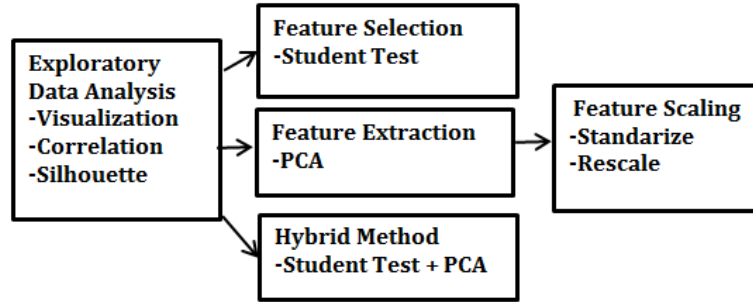 Exploratory
Data Analysis
-Visualization
-Correlation
-Silhouette
Feature Selection
-Student Test
Feature Extraction
-PCA
Hybrid Method
-Student Test + PCA
Feature Scaling
-Standarize
-Rescale